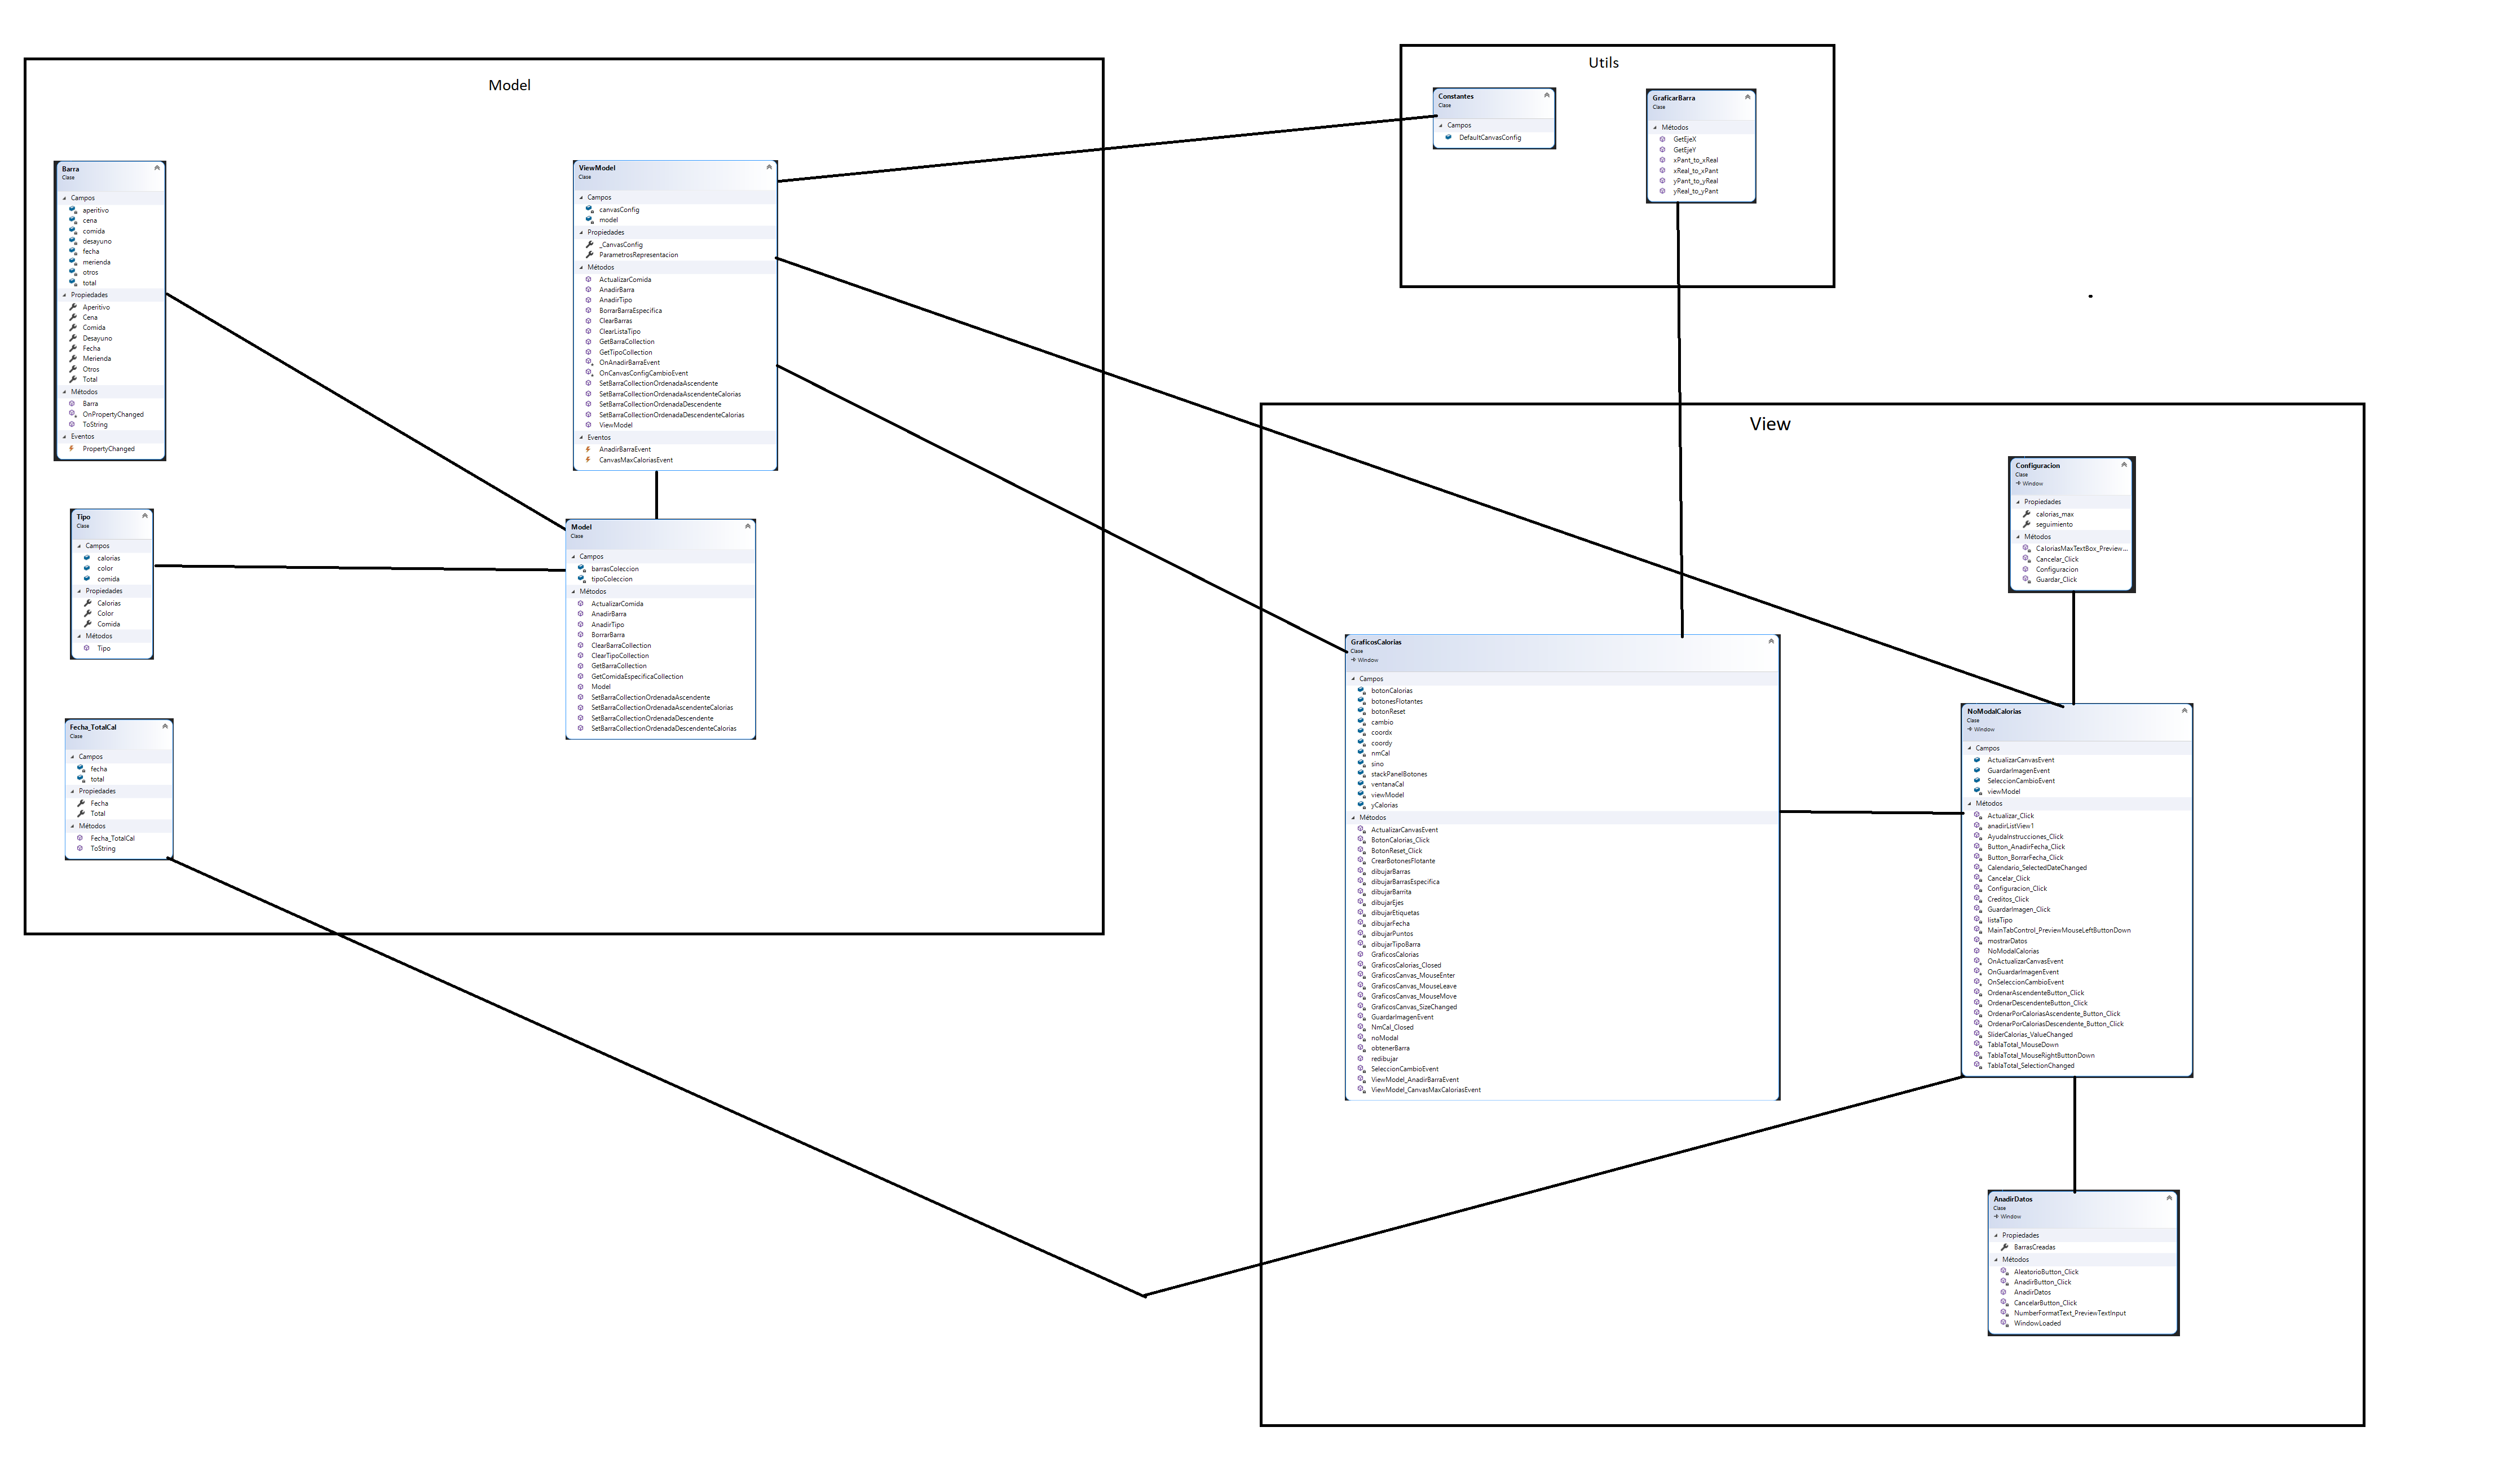 Model
Barra
Clase
Campos
aperitivo
cena
comida
desayuno
fecha
merienda
otros
total
Propiedades
Aperitivo
Cena
Comida
Desayuno
Fecha
Merienda
Otros
Total
Métodos
Barra
OnPropertyChanged
ToString
Eventos
PropertyChanged
Tipo
Clase
Campos
calorias
color
comida
Propiedades
Calorias
Color
Comida
Métodos
Tipo
Fecha_TotalCal
Clase
Campos
fecha
total
Propiedades
Fecha
Total
Métodos
Fecha_TotalCal
ToString
ViewModel
Clase
Campos
canvasConfig
model
Propiedades
_CanvasConfig
ParametrosRepresentacion
Métodos
ActualizarComida
AnadirBarra
AnadirTipo
BorrarBarraEspecifica
ClearBarras
ClearListaTipo
GetBarraCollection
GetTipoCollection
OnAnadirBarraEvent
OnCanvasConfigCambioEvent
SetBarraCollectionOrdenadaAscendente
SetBarraCollectionOrdenadaAscendenteCalorias
SetBarraCollectionOrdenadaDescendente
SetBarraCollectionOrdenadaDescendenteCalorias
ViewModel
Eventos
AnadirBarraEvent
CanvasMaxCaloriasEvent
Model
Clase
Campos
barrasColeccion
tipoColeccion
Métodos
ActualizarComida
AnadirBarra
AnadirTipo
BorrarBarra
ClearBarraCollection
ClearTipoCollection
GetBarraCollection
GetComidaEspecificaCollection
Model
SetBarraCollectionOrdenadaAscendente
SetBarraCollectionOrdenadaAscendenteCalorias
SetBarraCollectionOrdenadaDescendente
SetBarraCollectionOrdenadaDescendenteCalorias
Utils
Constantes
Clase
Campos
DefaultCanvasConfig
GraficarBarra
Clase
Métodos
GetEjeX
GetEjeY
xPant_to_xReal
xReal_to_xPant
yPant_to_yReal
yReal_to_yPant
View
GraficosCalorias
Clase
Window
Campos
botonCalorias
botonesFlotantes
botonReset
cambio
coordx
coordy
nmCal
sino
stackPanelBotones
ventanaCal
viewModel
yCalorias
Métodos
ActualizarCanvasEvent
BotonCalorias_Click
BotonReset_Click
CrearBotonesFlotante
dibujarBarras
dibujarBarrasEspecifica
dibujarBarrita
dibujarEjes
dibujarEtiquetas
dibujarFecha
dibujarPuntos
dibujarTipoBarra
GraficosCalorias
GraficosCalorias_Closed
GraficosCanvas_MouseEnter
GraficosCanvas_MouseLeave
GraficosCanvas_MouseMove
GraficosCanvas_SizeChanged
GuardarImagenEvent
NmCal_Closed
noModal
obtenerBarra
redibujar
SeleccionCambioEvent
ViewModel_AnadirBarraEvent
ViewModel_CanvasMaxCaloriasEvent
Configuracion
Clase
Window
Propiedades
calorias_max
seguimiento
Métodos
CaloriasMaxTextBox_Preview...
Cancelar_Click
Configuracion
Guardar_Click
NoModalCalorias
Clase
Window
Campos
ActualizarCanvasEvent
GuardarImagenEvent
SeleccionCambioEvent
viewModel
Métodos
Actualizar_Click
anadirListView1
AyudaInstrucciones_Click
Button_AnadirFecha_Click
Button_BorrarFecha_Click
Calendario_SelectedDateChanged
Cancelar_Click
Configuracion_Click
Creditos_Click
GuardarImagen_Click
listaTipo
MainTabControl_PreviewMouseLeftButtonDown
mostrarDatos
NoModalCalorias
OnActualizarCanvasEvent
OnGuardarImagenEvent
OnSeleccionCambioEvent
OrdenarAscendenteButton_Click
OrdenarDescendenteButton_Click
OrdenarPorCaloriasAscendente_Button_Click
OrdenarPorCaloriasDescendente_Button_Click
SliderCalorias_ValueChanged
TablaTotal_MouseDown
TablaTotal_MouseRightButtonDown
TablaTotal_SelectionChanged
AnadirDatos
Clase
Window
Propiedades
BarrasCreadas
Métodos
AleatorioButton_Click
AnadirButton_Click
AnadirDatos
CancelarButton_Click
NumberFormatText_PreviewTextInput
WindowLoaded